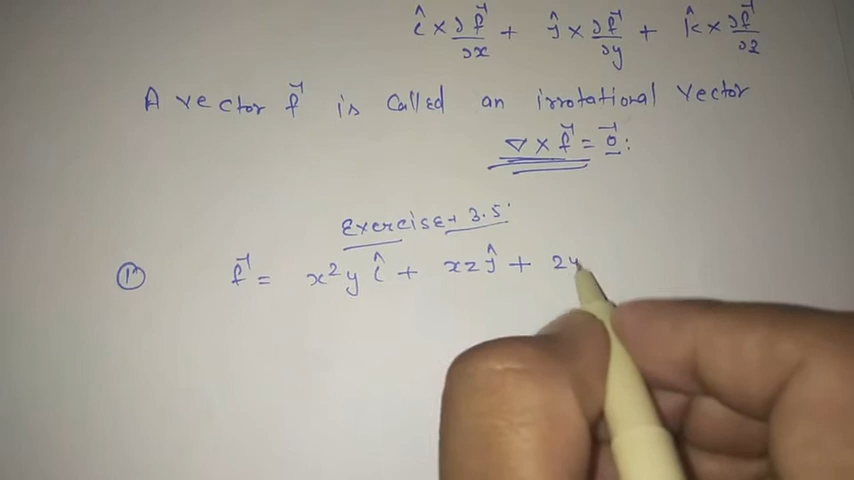 î × ∂f⃗/∂x + ĵ × ∂f⃗/∂y + k̂ × ∂f⃗/∂z
A vector f⃗ is called an irrotational vector
∇ × f⃗ = 0⃗ :
Exercise → 3.5
① f⃗ = x²y î + xz ĵ + 2y